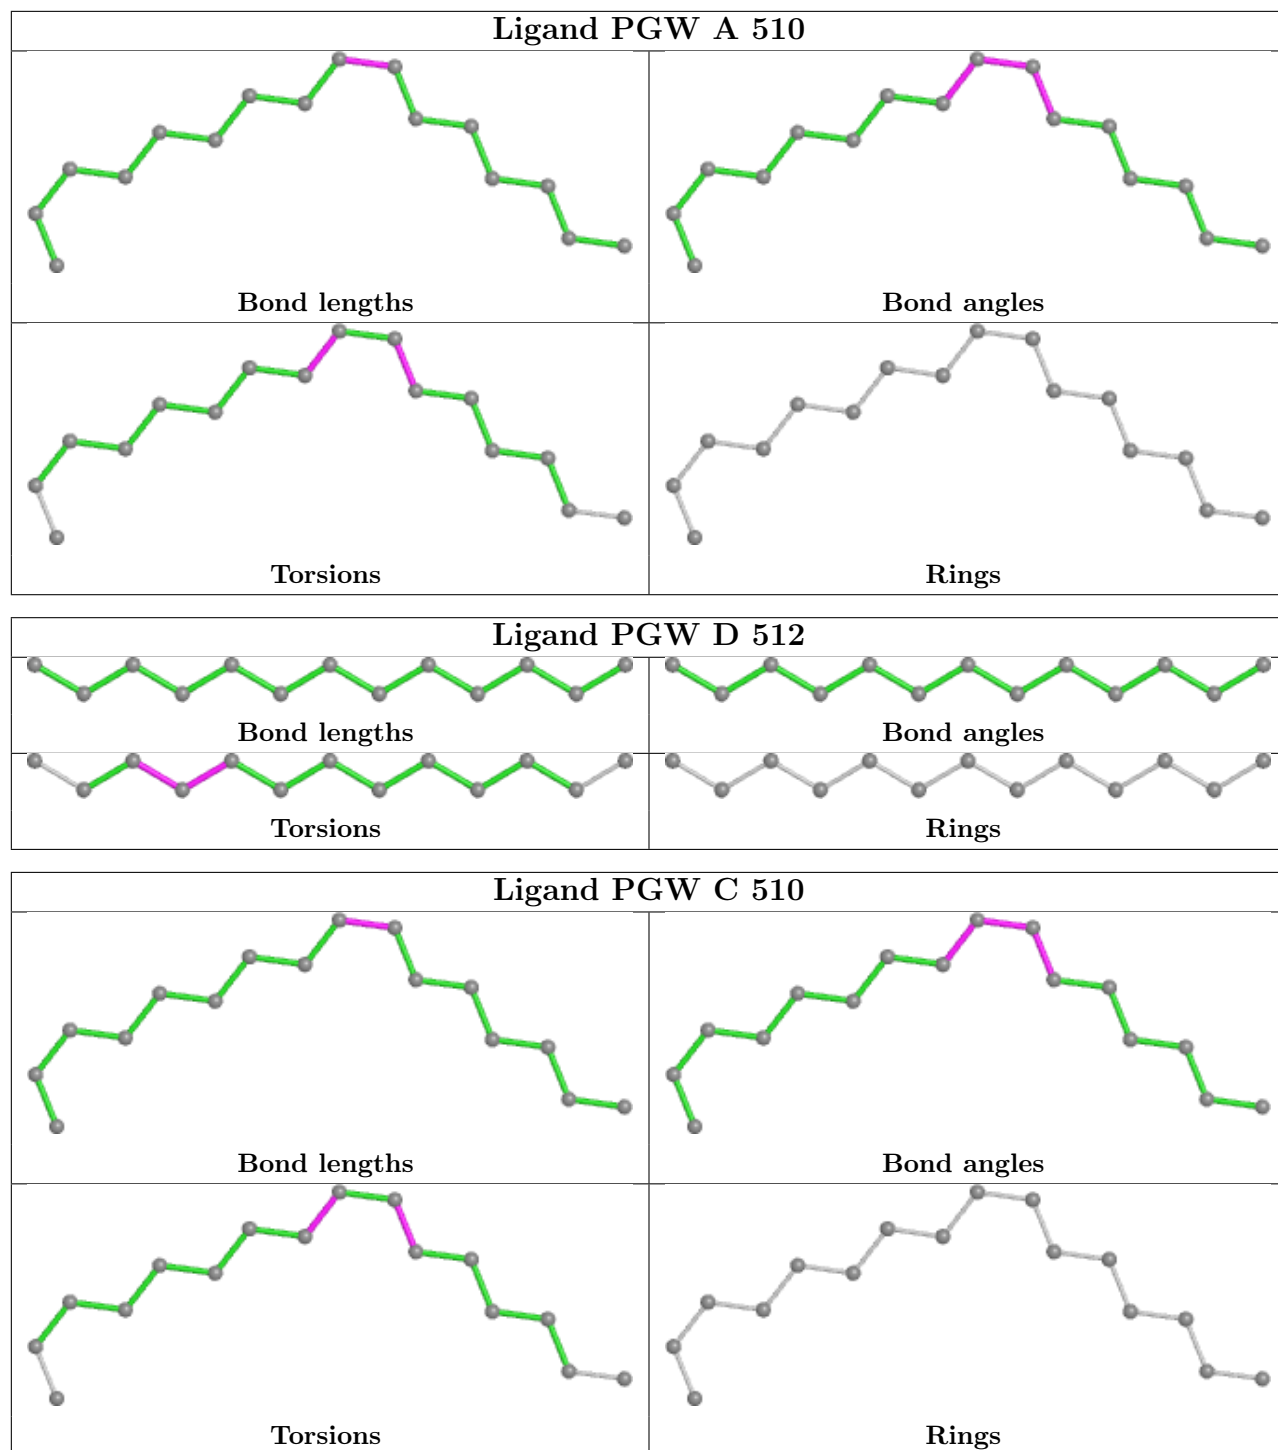 Ligand PGW A 510
Bond lengths
Bond angles
Torsions
Rings
Ligand PGW D 512
Bond lengths
Bond angles
Torsions
Rings
Ligand PGW C 510
Bond lengths
Bond angles
Torsions
Rings